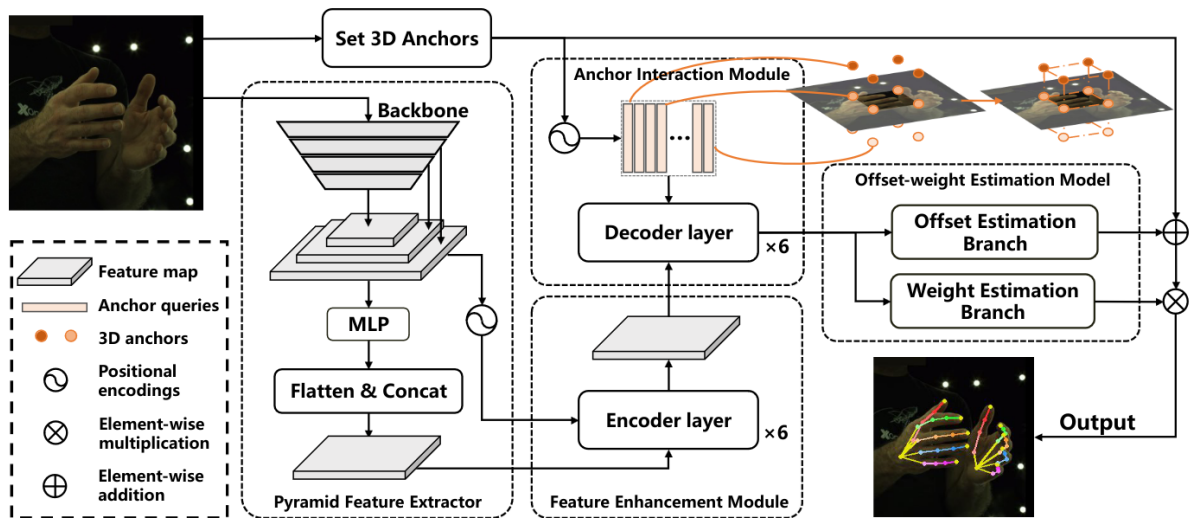 Set 3D Anchors
Backbone
MLP
Flatten & Concat
Pyramid Feature Extractor
Anchor Interaction Module
Decoder layer
×6
Encoder layer
×6
Feature Enhancement Module
Offset-weight Estimation Model
Offset Estimation
Branch
Weight Estimation
Branch
Output
Feature map
Anchor queries
3D anchors
Positional
encodings
Element-wise
multiplication
Element-wise
addition